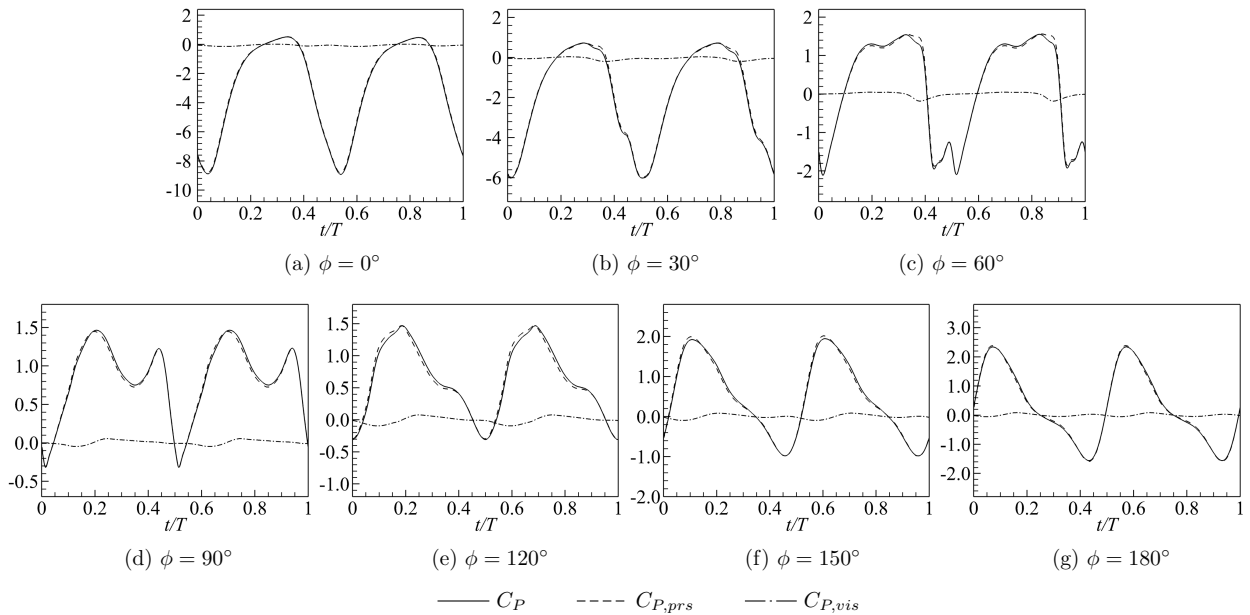 2
0
-2
-4
-6
-8
-10
0 0.2 0.4 0.6 0.8 1
t/T
(a) ϕ = 0°
2
0
-2
-4
-6
0 0.2 0.4 0.6 0.8 1
t/T
(b) ϕ = 30°
2
1
0
-1
-2
0 0.2 0.4 0.6 0.8 1
t/T
(c) ϕ = 60°
1.5
1.0
0.5
0.0
-0.5
0 0.2 0.4 0.6 0.8 1
t/T
(d) ϕ = 90°
1.5
1.0
0.5
0.0
-0.5
-1.0
0 0.2 0.4 0.6 0.8 1
t/T
(e) ϕ = 120°
2.0
1.0
0.0
-1.0
2.0
0 0.2 0.4 0.6 0.8 1
t/T
(f) ϕ = 150°
3.0
2.0
1.0
0.0
-1.0
-2.0
0 0.2 0.4 0.6 0.8 1
t/T
(g) ϕ = 180°
C_P C_{P,prs} C_{P,vis}